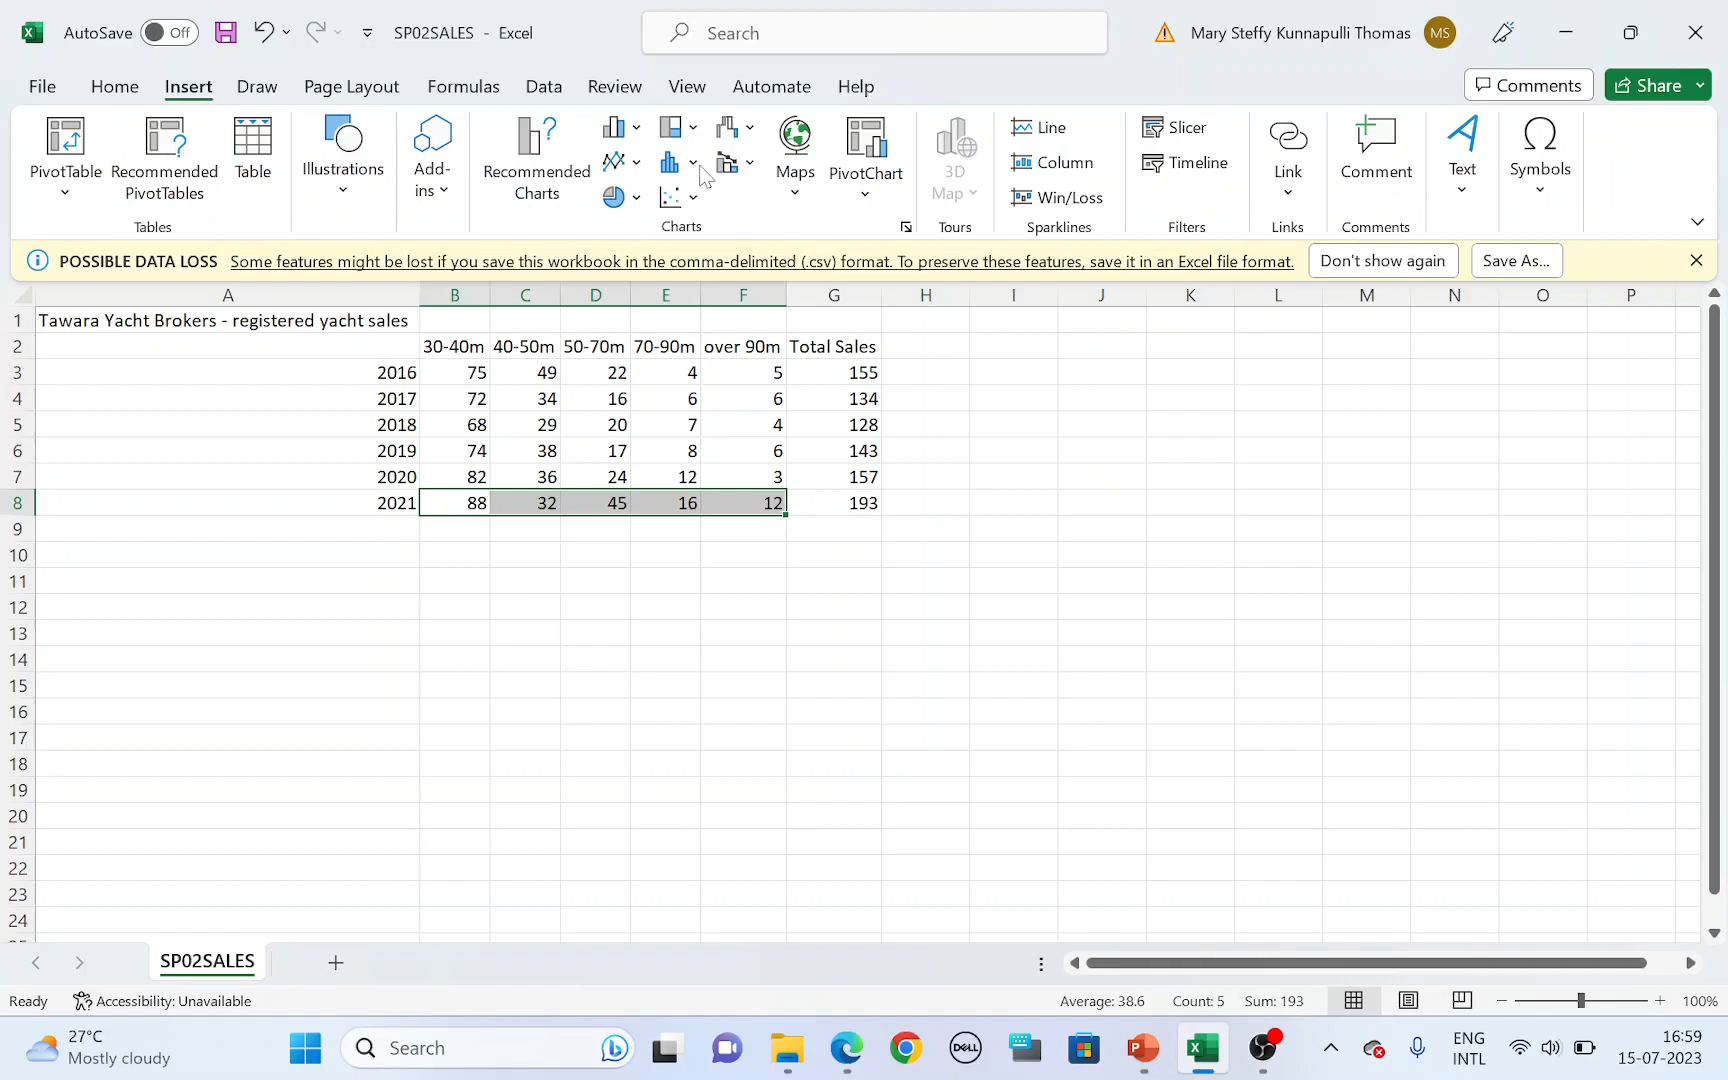 AutoSave Off SP02SALES - Excel Search Mary Steffy Kunnapulli Thomas MS
File Home Insert Draw Page Layout Formulas Data Review View Automate Help Comments Share
PivotTable Recommended PivotTables Table Illustrations Add-ins Recommended Charts Maps PivotChart 3D Map Line Column Win/Loss Slicer Timeline Link Comment Text Symbols
Tables Charts Tours Sparklines Filters Links Comments
POSSIBLE DATA LOSS Some features might be lost if you save this workbook in the comma-delimited (.csv) format. To preserve these features, save it in an Excel file format. Don't show again Save As...
A B C D E F G H I J K L M N O P
1 Tawara Yacht Brokers - registered yacht sales
2 30-40m 40-50m 50-70m 70-90m over 90m Total Sales
3 2016 75 49 22 4 5 155
4 2017 72 34 16 6 6 134
5 2018 68 29 20 7 4 128
6 2019 74 38 17 8 6 143
7 2020 82 36 24 12 3 157
8 2021 88 32 45 16 12 193
9
10
11
12
13
14
15
16
17
18
19
20
21
22
23
24
SP02SALES
Ready Accessibility: Unavailable Average: 38.6 Count: 5 Sum: 193 100%
27°C
Mostly cloudy
Search
DELL
ENG
INTL
16:59
15-07-2023